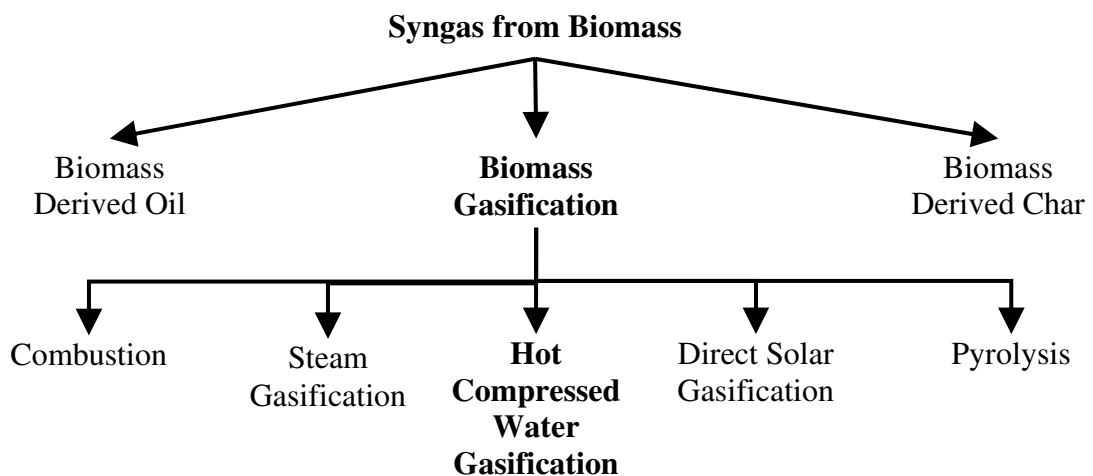 Syngas from Biomass
Biomass
Derived Oil
Biomass
Gasification
Biomass
Derived Char
Combustion
Steam
Gasification
Hot
Compressed
Water
Gasification
Direct Solar
Gasification
Pyrolysis